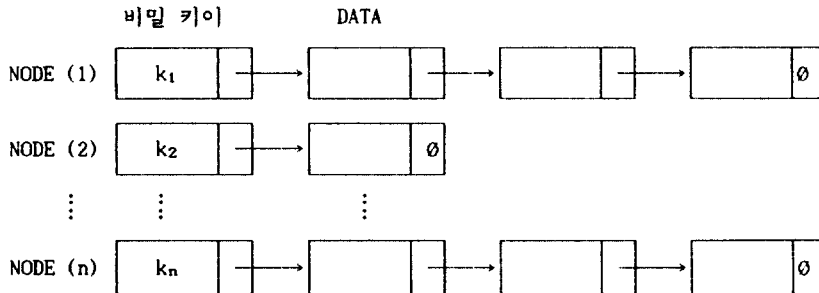 비밀 키이 DATA
NODE (1) k₁ ∅
NODE (2) k₂ ∅
⋮ ⋮ ⋮
NODE (n) kₙ ∅